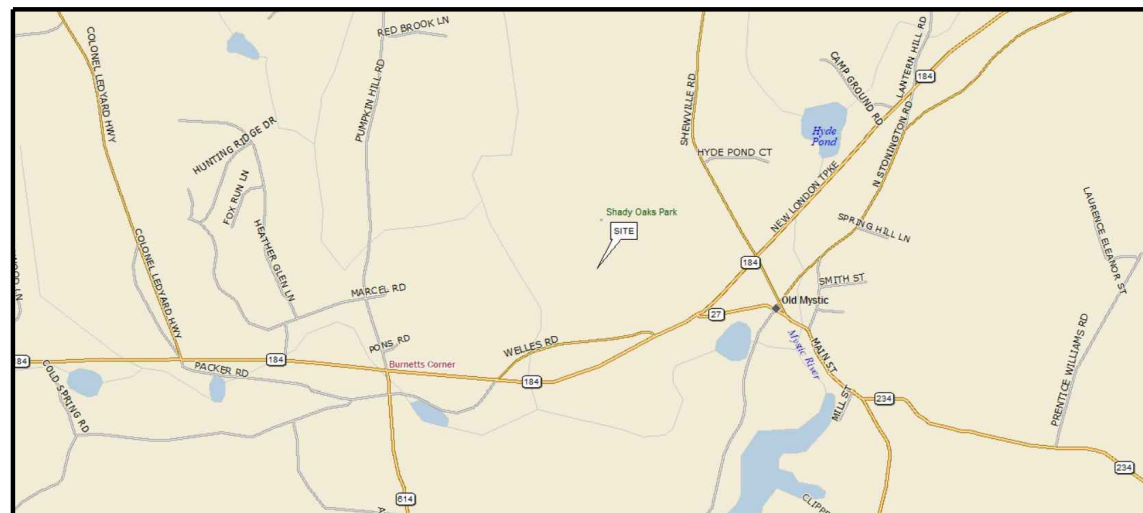 RED BROOK LN
COLONEL LEDYARD HWY
PUMPKIN HILL RD
LANTERN HILL RD
CAMP GROUND RD
184
SHEWVILLE RD
Hyde
Pond
HUNTING RIDGE DR
HYDE POND CT
N STONINGTON RD
FOX RUN LN
NEW LONDON TPKE
LAURENCE ELEANOR ST
Shady Oaks Park
SITE
SPRING HILL LN
HEATHER GLEN LN
COLONEL LEDYARD HWY
184
WOOD LN
MARCEL RD
SMITH ST
Old Mystic
27
PONS RD
WELLES RD
Mystic River
MAIN ST
PRENTICE WILLIAMS RD
84
184
Burnetts Corner
PACKER RD
184
COLD SPRING RD
MILL ST
234
234
614
A
CLIPPE